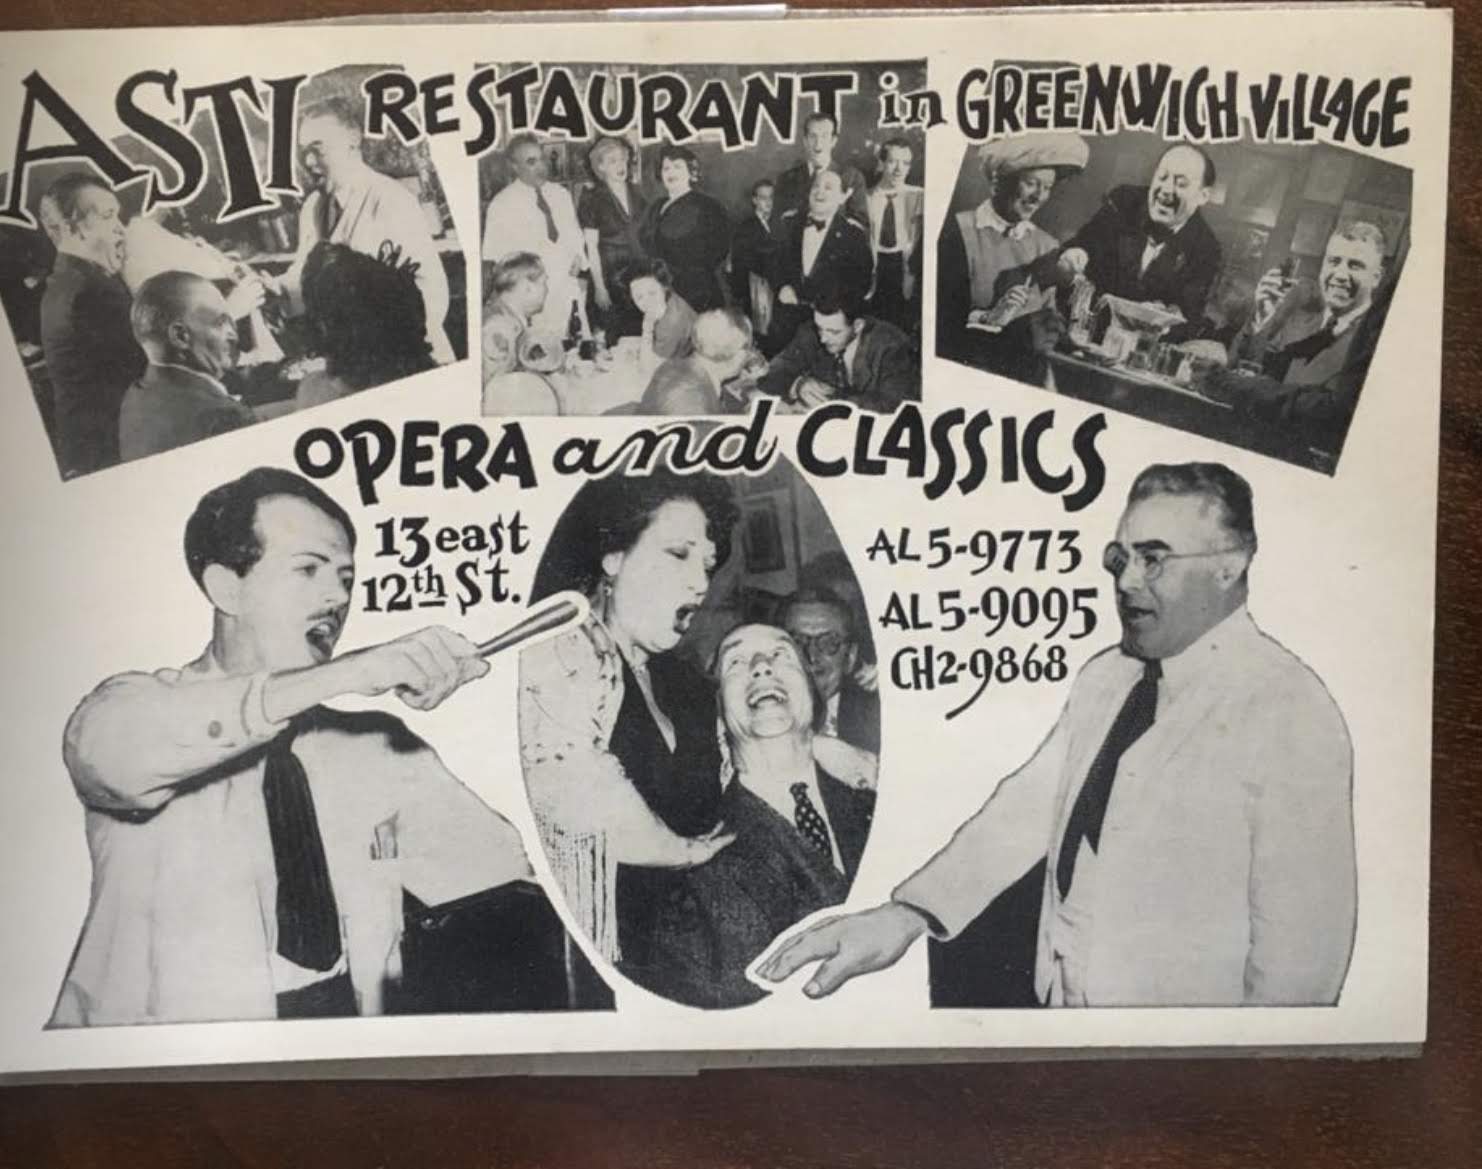 ASTI RESTAURANT in GREENWICH VILLAGE
OPERA and CLASSICS
13 east
12th St.
AL 5-9773
AL 5-9095
CH2-9868